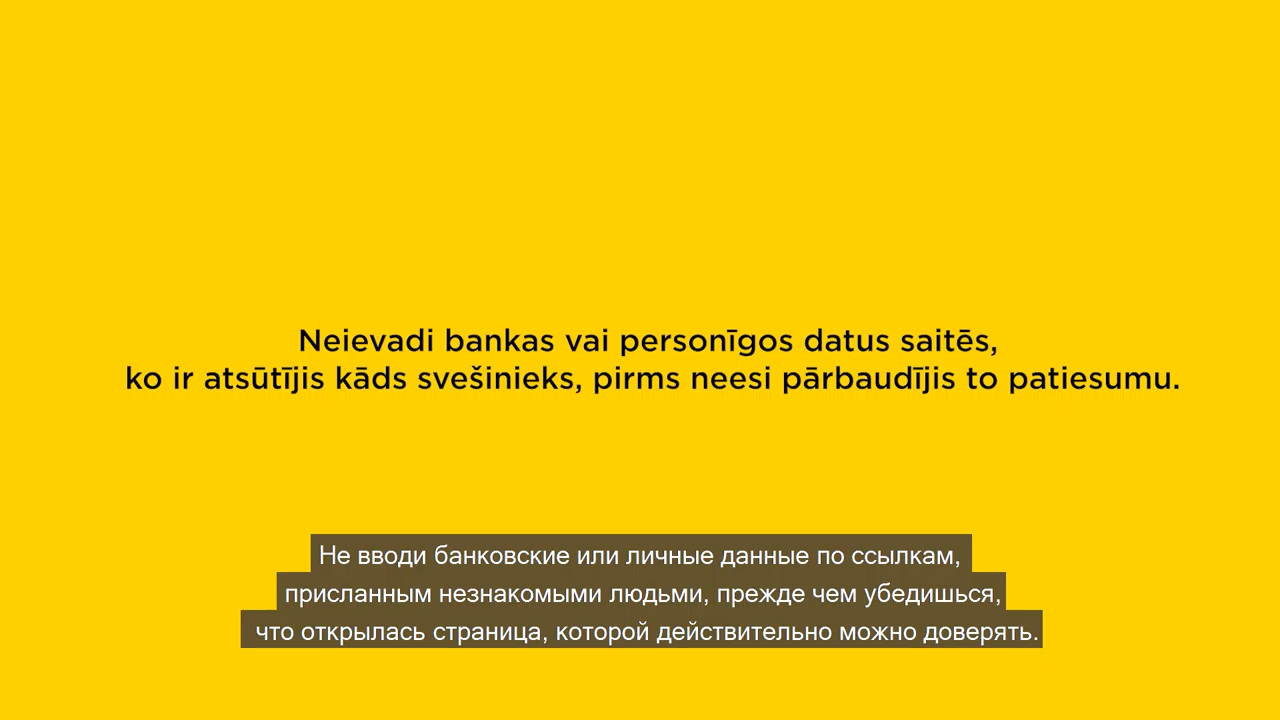 Neievadi bankas vai personīgos datus saitēs,
ko ir atsūtījis kāds svešinieks, pirms neesi pārbaudījis to patiesumu.
Не вводи банковские или личные данные по ссылкам,
присланным незнакомыми людьми, прежде чем убедишься,
что открылась страница, которой действительно можно доверять.